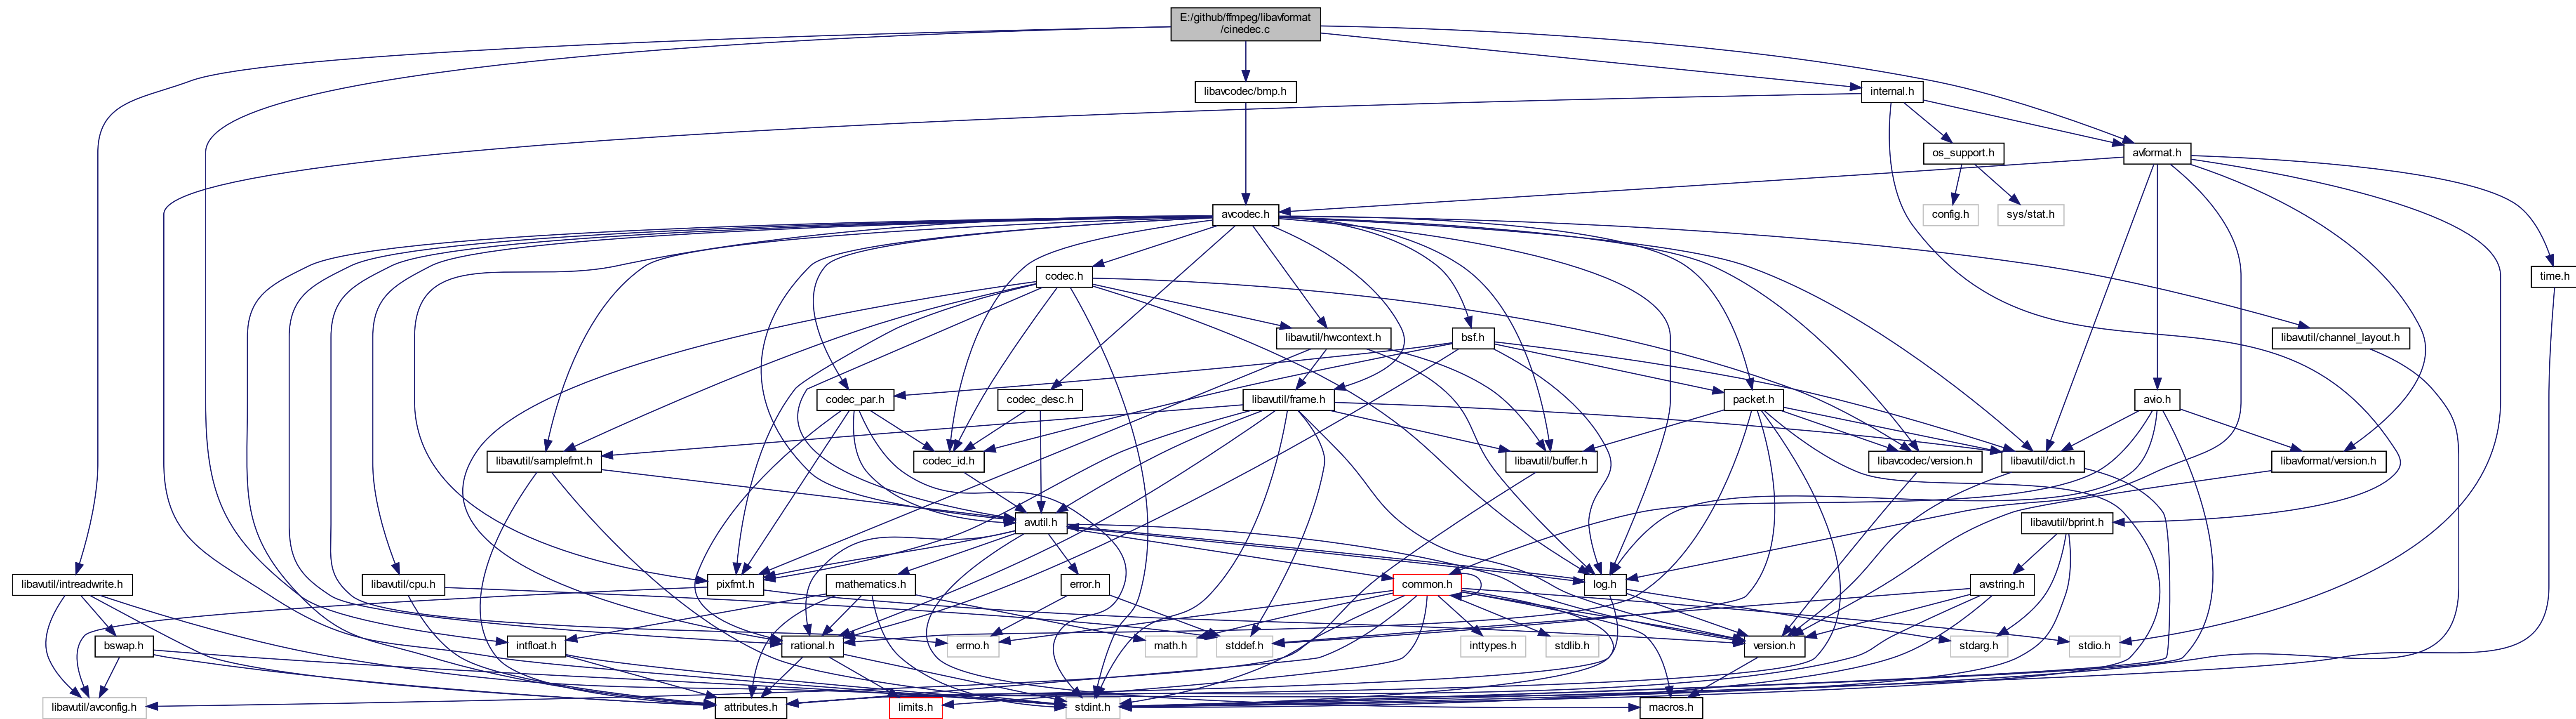 E:/github/ffmpeg/libavformat
/cinedec.c
libavcodec/bmp.h
internal.h
os_support.h
avformat.h
config.h
sys/stat.h
avcodec.h
codec.h
time.h
libavutil/hwcontext.h
bsf.h
libavutil/channel_layout.h
codec_par.h
codec_desc.h
libavutil/frame.h
packet.h
avio.h
libavutil/samplefmt.h
codec_id.h
libavutil/buffer.h
libavcodec/version.h
libavutil/dict.h
libavformat/version.h
avutil.h
libavutil/bprint.h
libavutil/intreadwrite.h
libavutil/cpu.h
pixfmt.h
mathematics.h
error.h
common.h
log.h
avstring.h
bswap.h
intfloat.h
rational.h
errno.h
math.h
stddef.h
inttypes.h
stdlib.h
version.h
stdarg.h
stdio.h
libavutil/avconfig.h
attributes.h
limits.h
stdint.h
macros.h